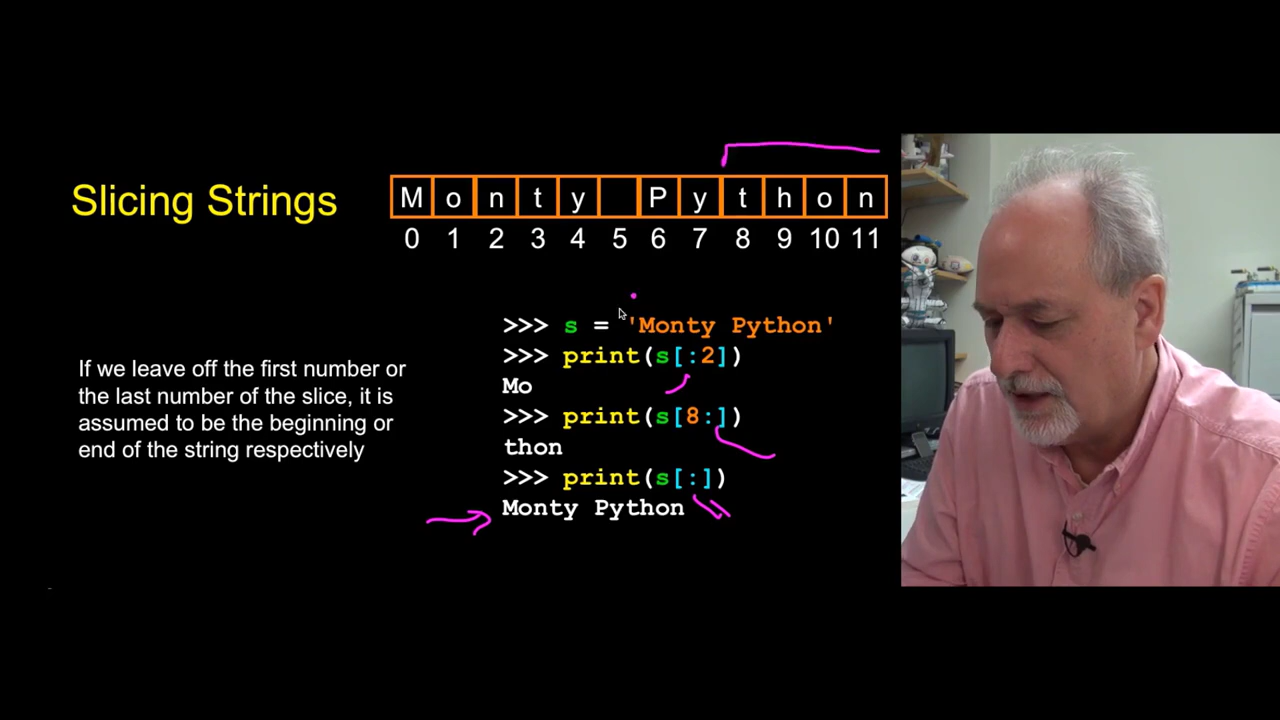 Slicing Strings
M o n t y P y t h o n
0 1 2 3 4 5 6 7 8 9 10 11
If we leave off the first number or
the last number of the slice, it is
assumed to be the beginning or
end of the string respectively
>>> s = 'Monty Python'
>>> print(s[:2])
Mo
>>> print(s[8:])
thon
>>> print(s[:])
Monty Python